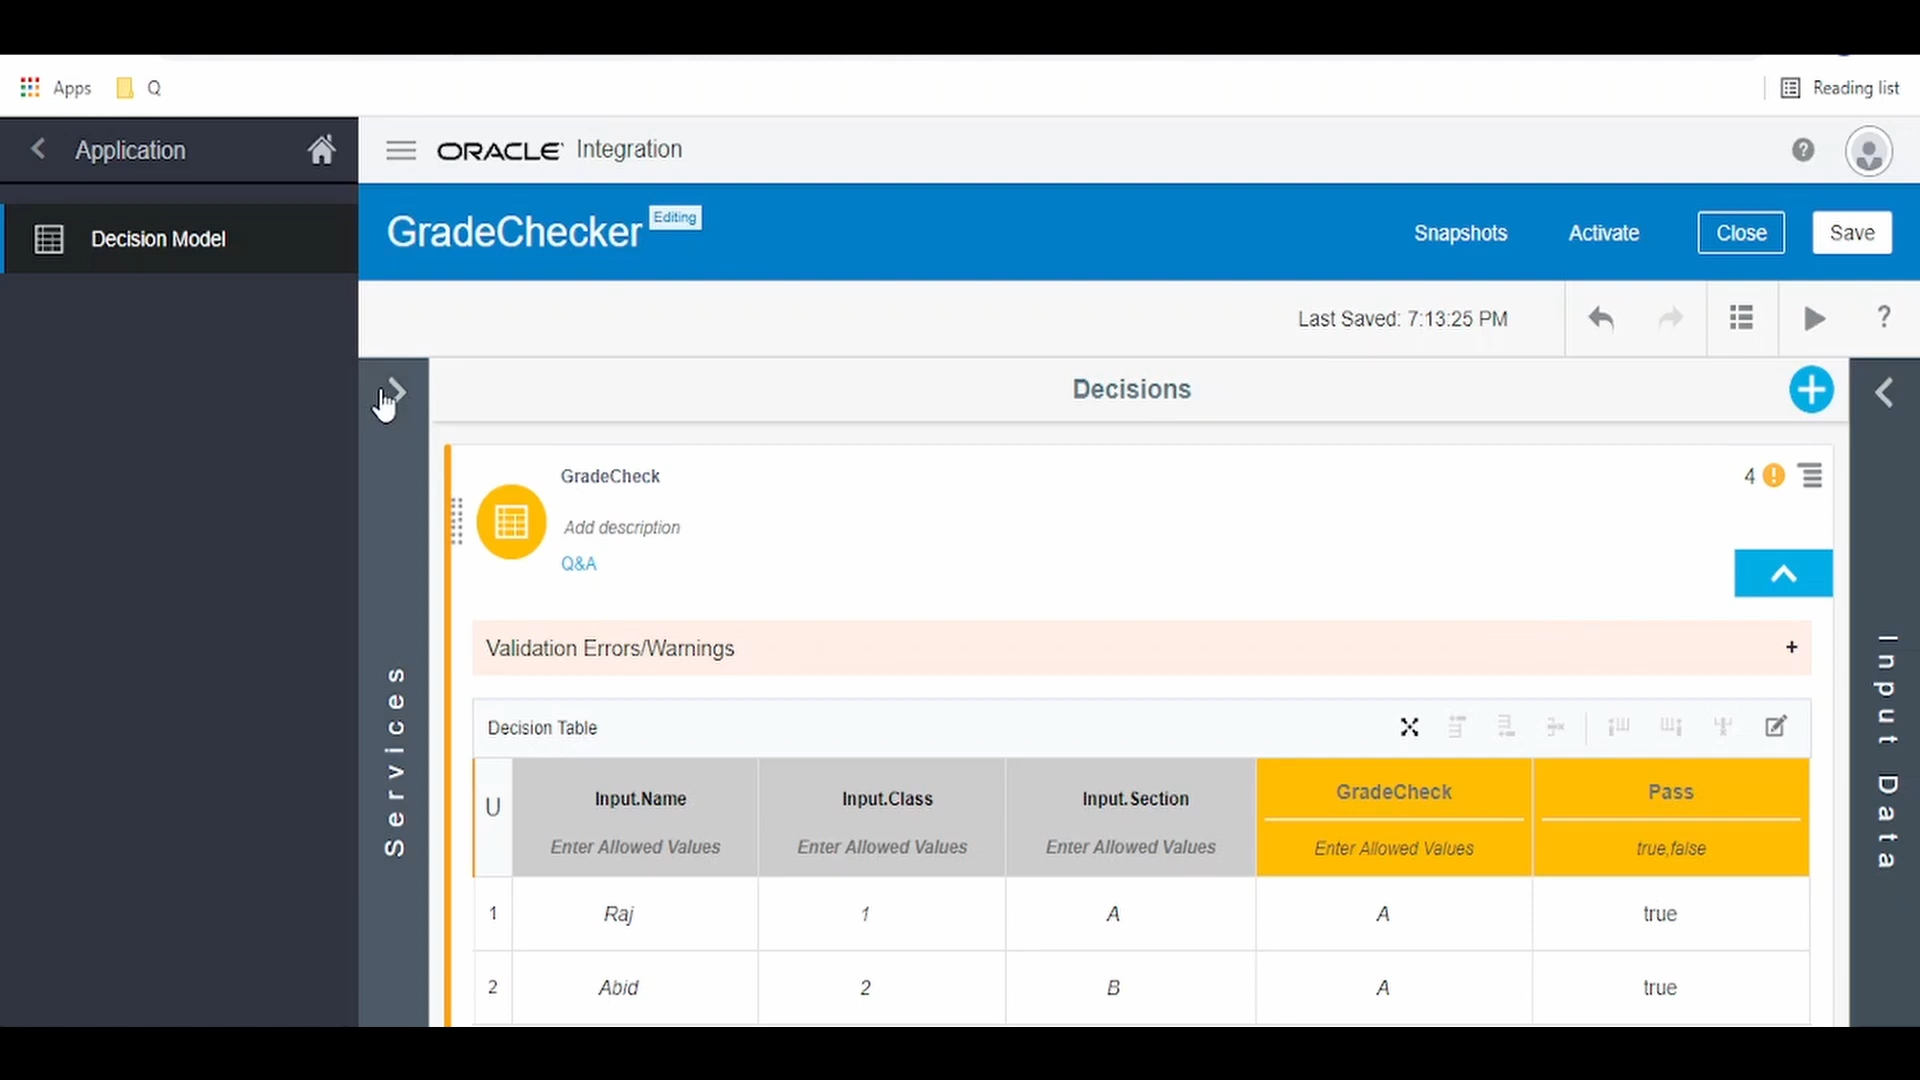 Apps Q Reading list
Application ORACLE Integration ?
Decision Model
GradeChecker Editing Snapshots Activate Close Save
Last Saved: 7:13:25 PM ?
Decisions
GradeCheck 4
Add description
Q&A
Validation Errors/Warnings +
Decision Table
U Input.Name Input.Class Input.Section GradeCheck Pass
Enter Allowed Values Enter Allowed Values Enter Allowed Values Enter Allowed Values true,false
1 Raj 1 A A true
2 Abid 2 B A true
Services
Input Data